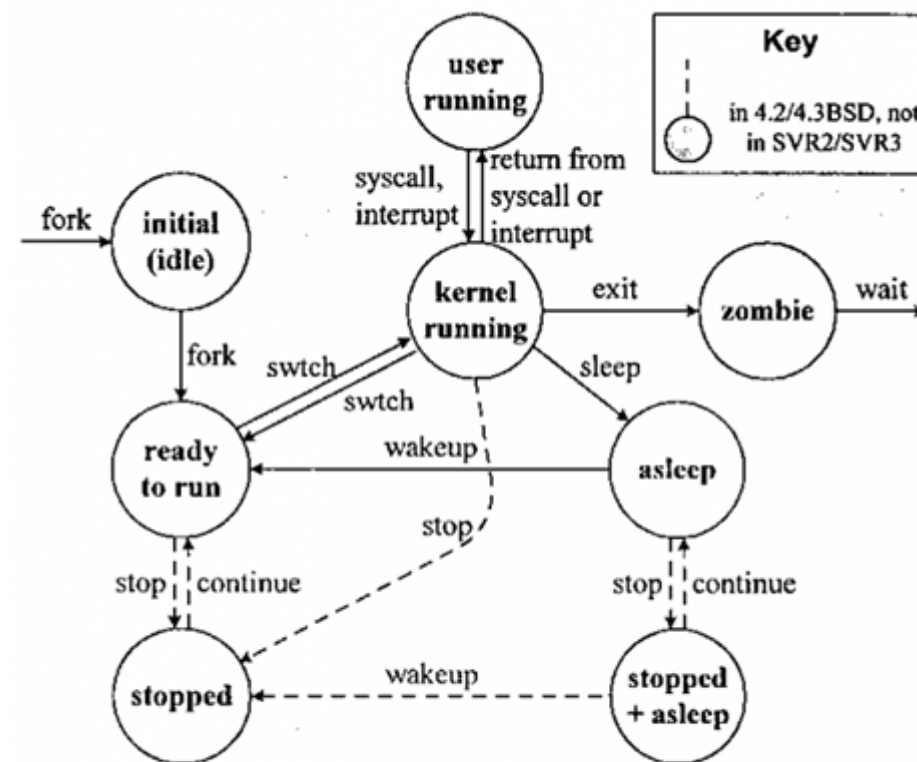 user
running
Key
in 4.2/4.3BSD, not
in SVR2/SVR3
syscall,
interrupt
return from
syscall or
interrupt
fork
initial
(idle)
kernel
running
exit
zombie
wait
fork
swtch
swtch
sleep
ready
to run
wakeup
asleep
stop
stop
continue
stop
continue
stopped
wakeup
stopped
+ asleep